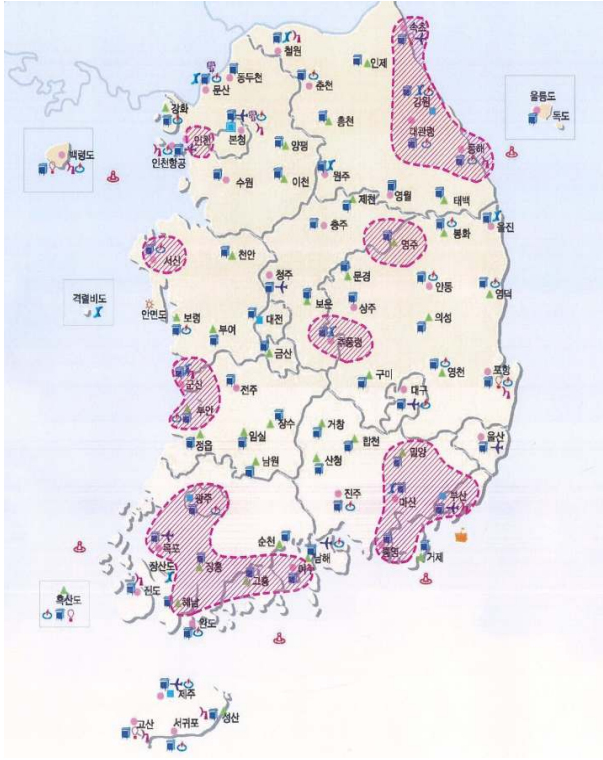 속초
철원
인제
동두천
문산
춘천
강원
울릉도
독도
강화
홍천
대관령
동해
인천
본청
양평
백령도
인천항공
수원
이천
원주
영월
태백
제천
충주
울진
영주
봉화
서산
천안
청주
문경
안동
격렬비도
안면도
보령
대전
보은
상주
영덕
부여
의성
추풍령
금산
구미
영천
포항
군산
전주
대구
부안
장수
거창
울산
정읍
임실
합천
밀양
남원
산청
광주
진주
마산
부산
목포
순천
통영
거제
장산도
장흥
남해
여수
고흥
흑산도
진도
해남
완도
제주
고산
서귀포
성산